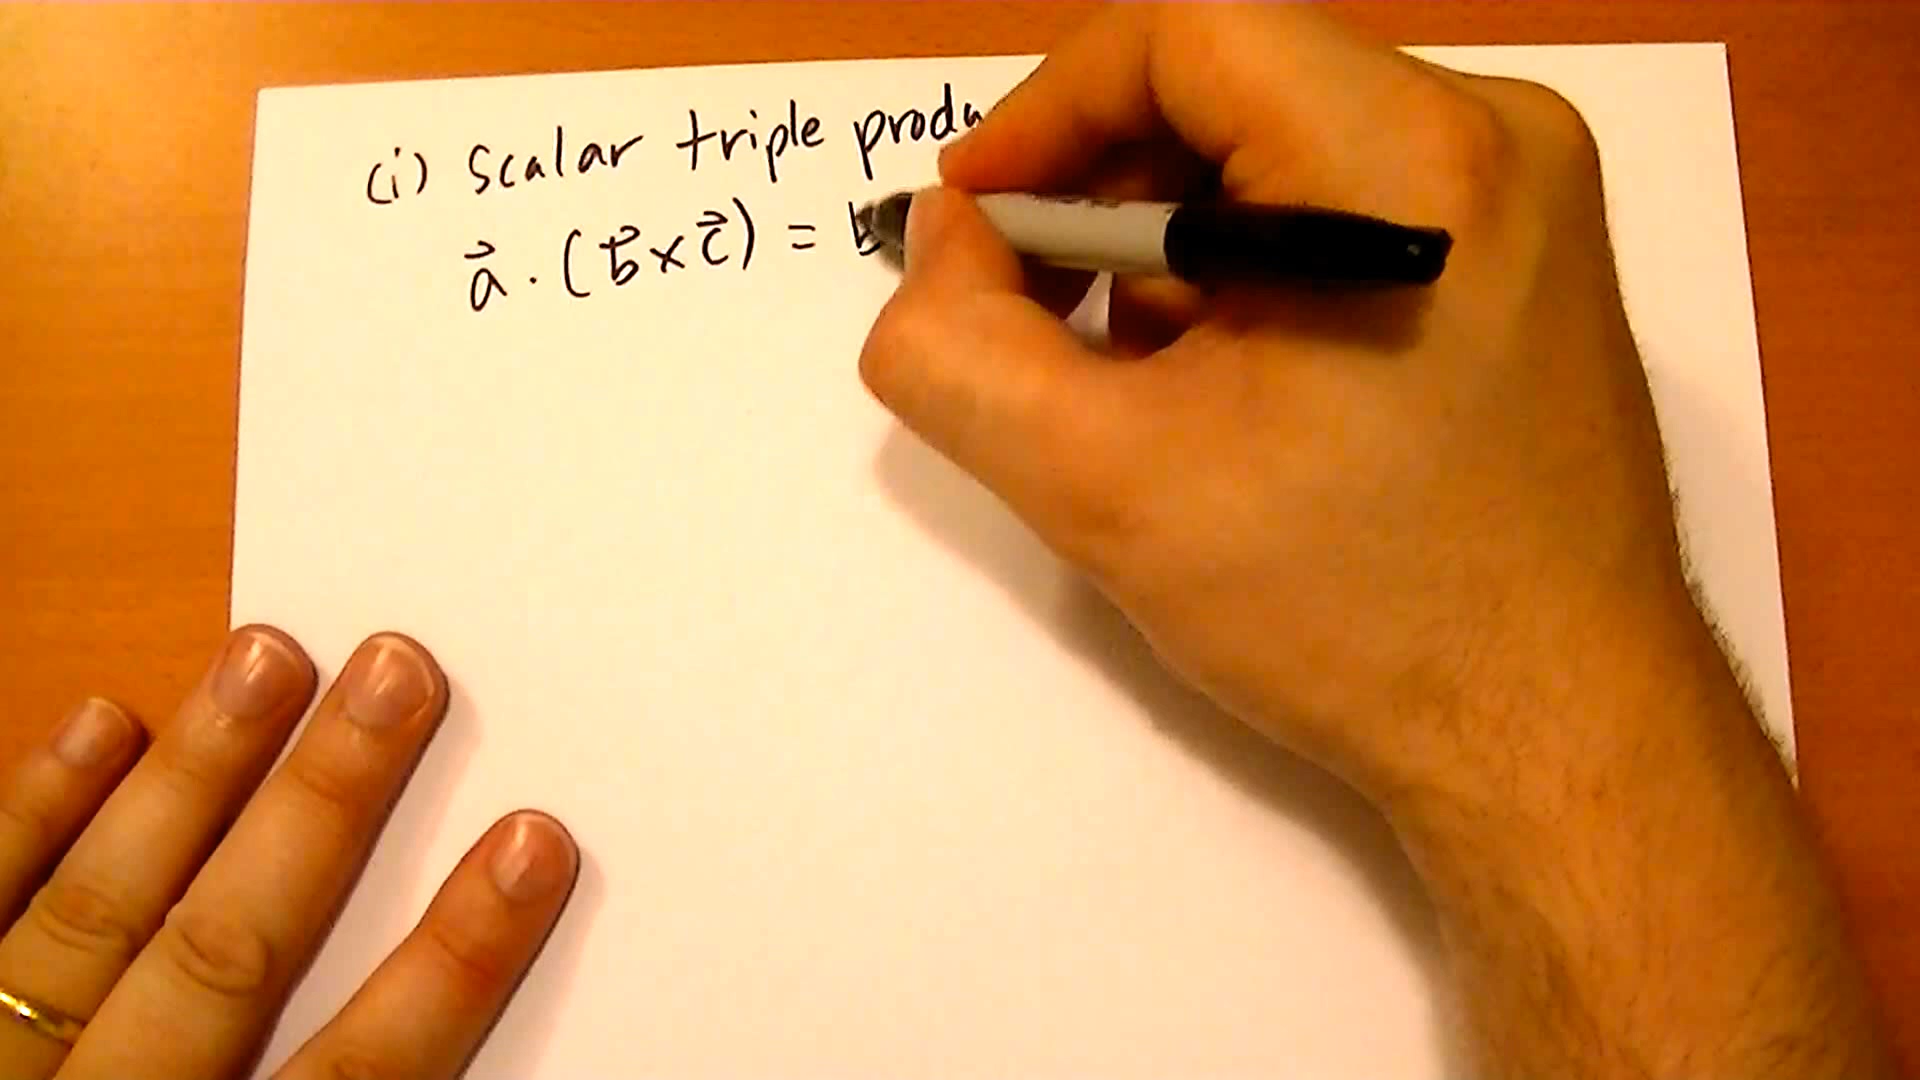 (i) Scalar triple produ
a⃗ · (b⃗ × c⃗) = b